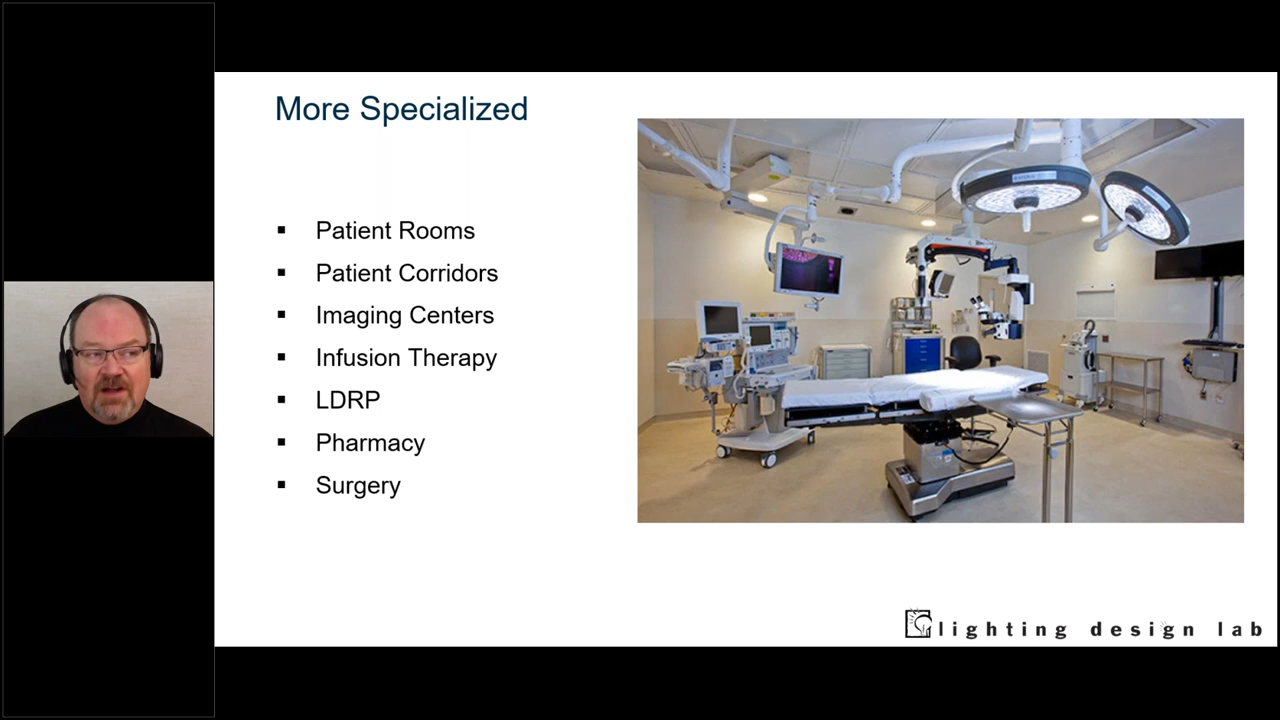 More Specialized
Patient Rooms
Patient Corridors
Imaging Centers
Infusion Therapy
LDRP
Pharmacy
Surgery
lighting design lab